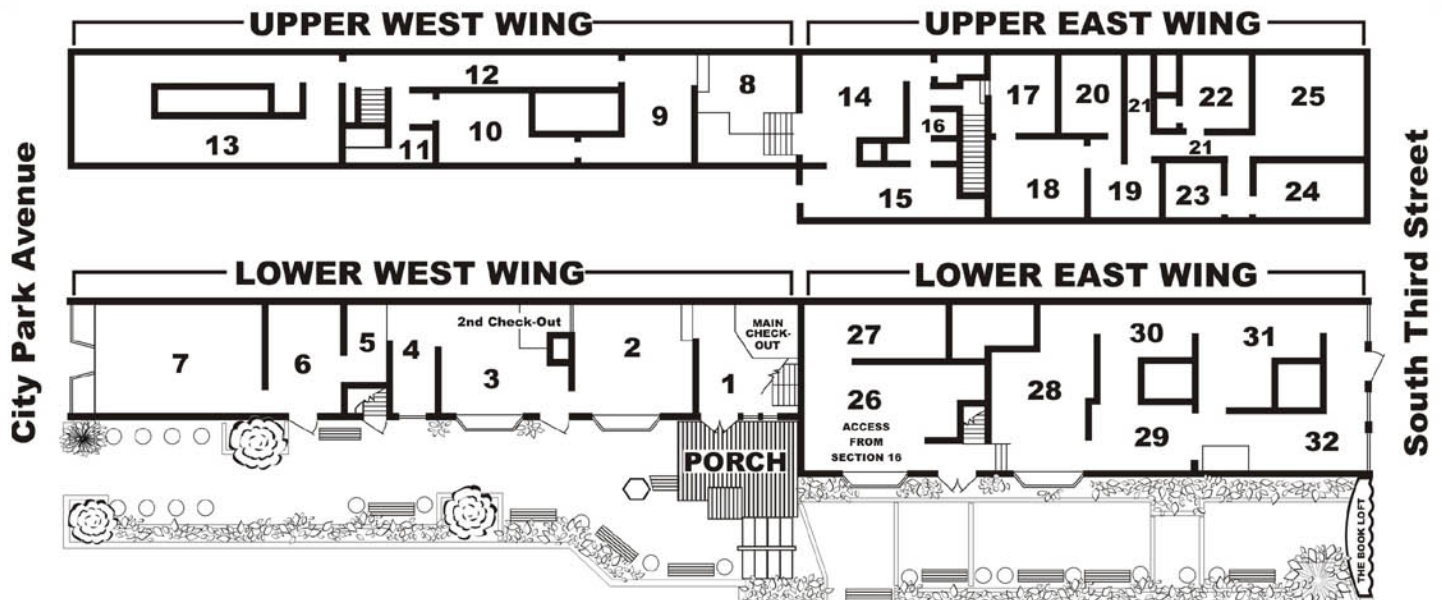 UPPER WEST WING
UPPER EAST WING
12
8
14
16
17
20
21
22
25
9
10
11
13
15
18
19
21
23
24
City Park Avenue
South Third Street
LOWER WEST WING
LOWER EAST WING
7
6
5
4
2nd Check-Out
3
2
MAIN
CHECK-
OUT
1
27
26
ACCESS
FROM
SECTION 16
28
30
31
29
32
PORCH
THE BOOK LOFT